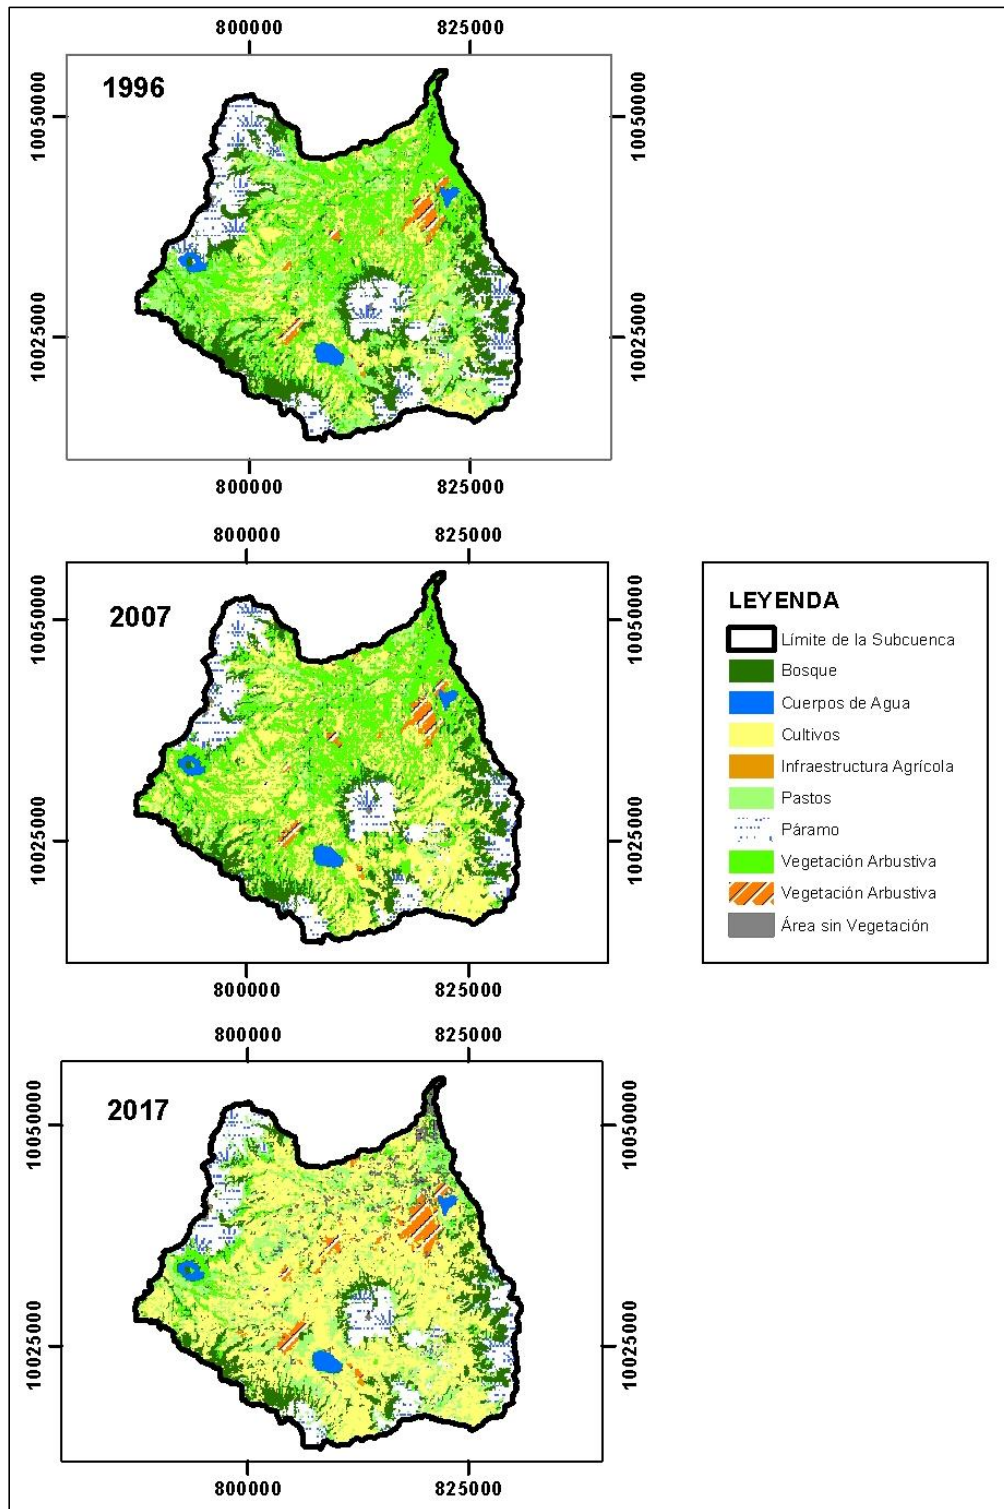 800000 825000
1996
10050000 10050000
10025000 10025000
800000 825000
800000 825000
2007
10050000 10050000
10025000 10025000
800000 825000
LEYENDA
Límite de la Subcuenca
Bosque
Cuerpos de Agua
Cultivos
Infraestructura Agrícola
Pastos
Páramo
Vegetación Arbustiva
Vegetación Arbustiva
Área sin Vegetación
800000 825000
2017
10050000 10050000
10025000 10025000
800000 825000